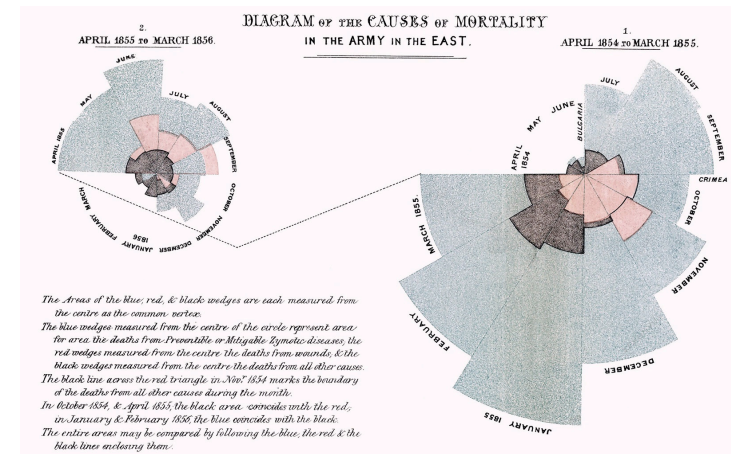 DIAGRAM OF THE CAUSES OF MORTALITY
IN THE ARMY IN THE EAST.
2.
APRIL 1855 TO MARCH 1856.
1.
APRIL 1854 TO MARCH 1855.
JUNE
MAY
APRIL 1855
JULY
AUGUST
SEPTEMBER
OCTOBER
NOVEMBER
DECEMBER
JANUARY 1856
FEBRUARY
MARCH
APRIL 1854
MAY
JUNE
BULGARIA
JULY
AUGUST
SEPTEMBER
CRIMEA
OCTOBER
NOVEMBER
DECEMBER
JANUARY 1855
FEBRUARY
MARCH 1855.
The Areas of the blue, red, & black wedges are each measured from
the centre as the common vertex.
The blue wedges measured from the centre of the circle represent area
for area the deaths from Preventible or Mitigable Zymotic diseases; the
red wedges measured from the centre the deaths from wounds; & the
black wedges measured from the centre the deaths from all other causes.
The black line across the red triangle in Novr. 1854 marks the boundary
of the deaths from all other causes during the month.
In October 1854, & April 1855, the black area coincides with the red;
in January & February 1856, the blue coincides with the black.
The entire areas may be compared by following the blue, the red & the
black lines enclosing them.